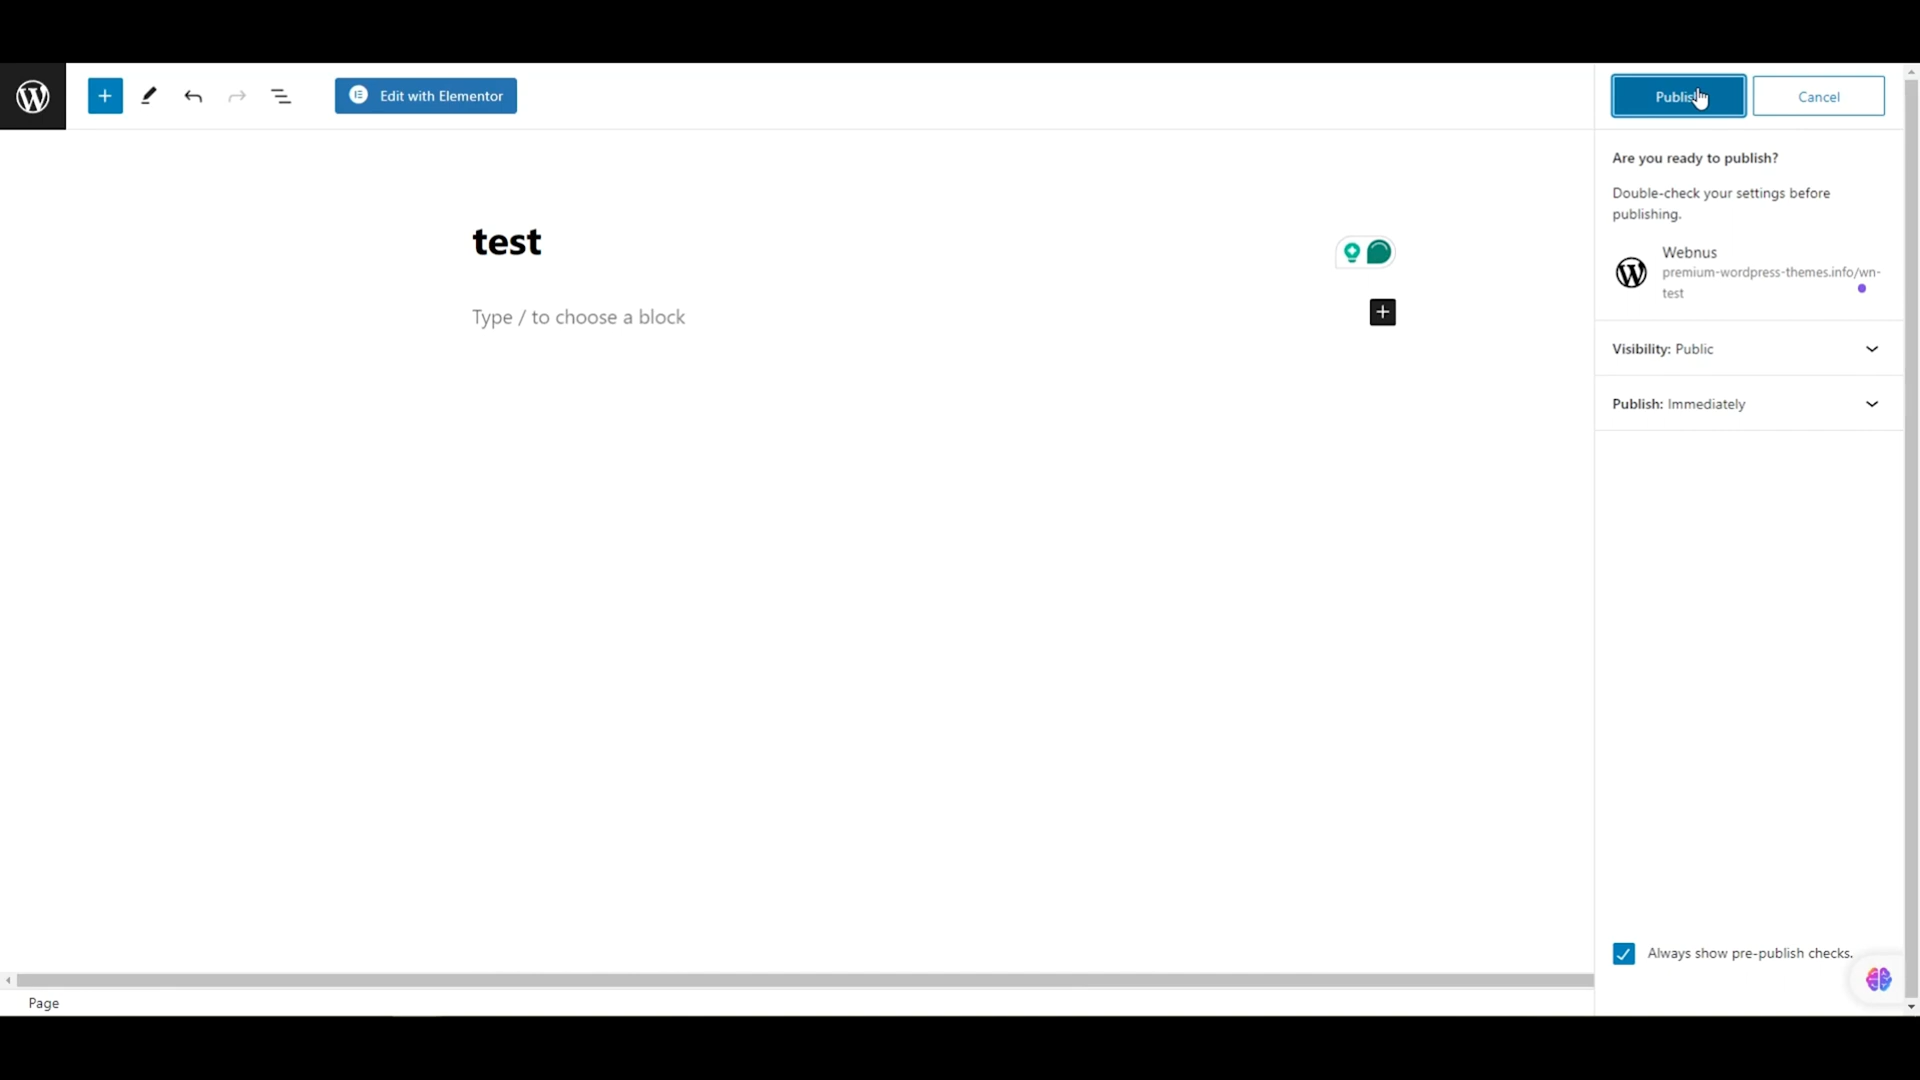 Edit with Elementor
Publish
Cancel
Are you ready to publish?
Double-check your settings before
publishing.
Webnus
premium-wordpress-themes.info/wn-
test
Visibility: Public
Publish: Immediately
test
Type / to choose a block
Always show pre-publish checks.
Page